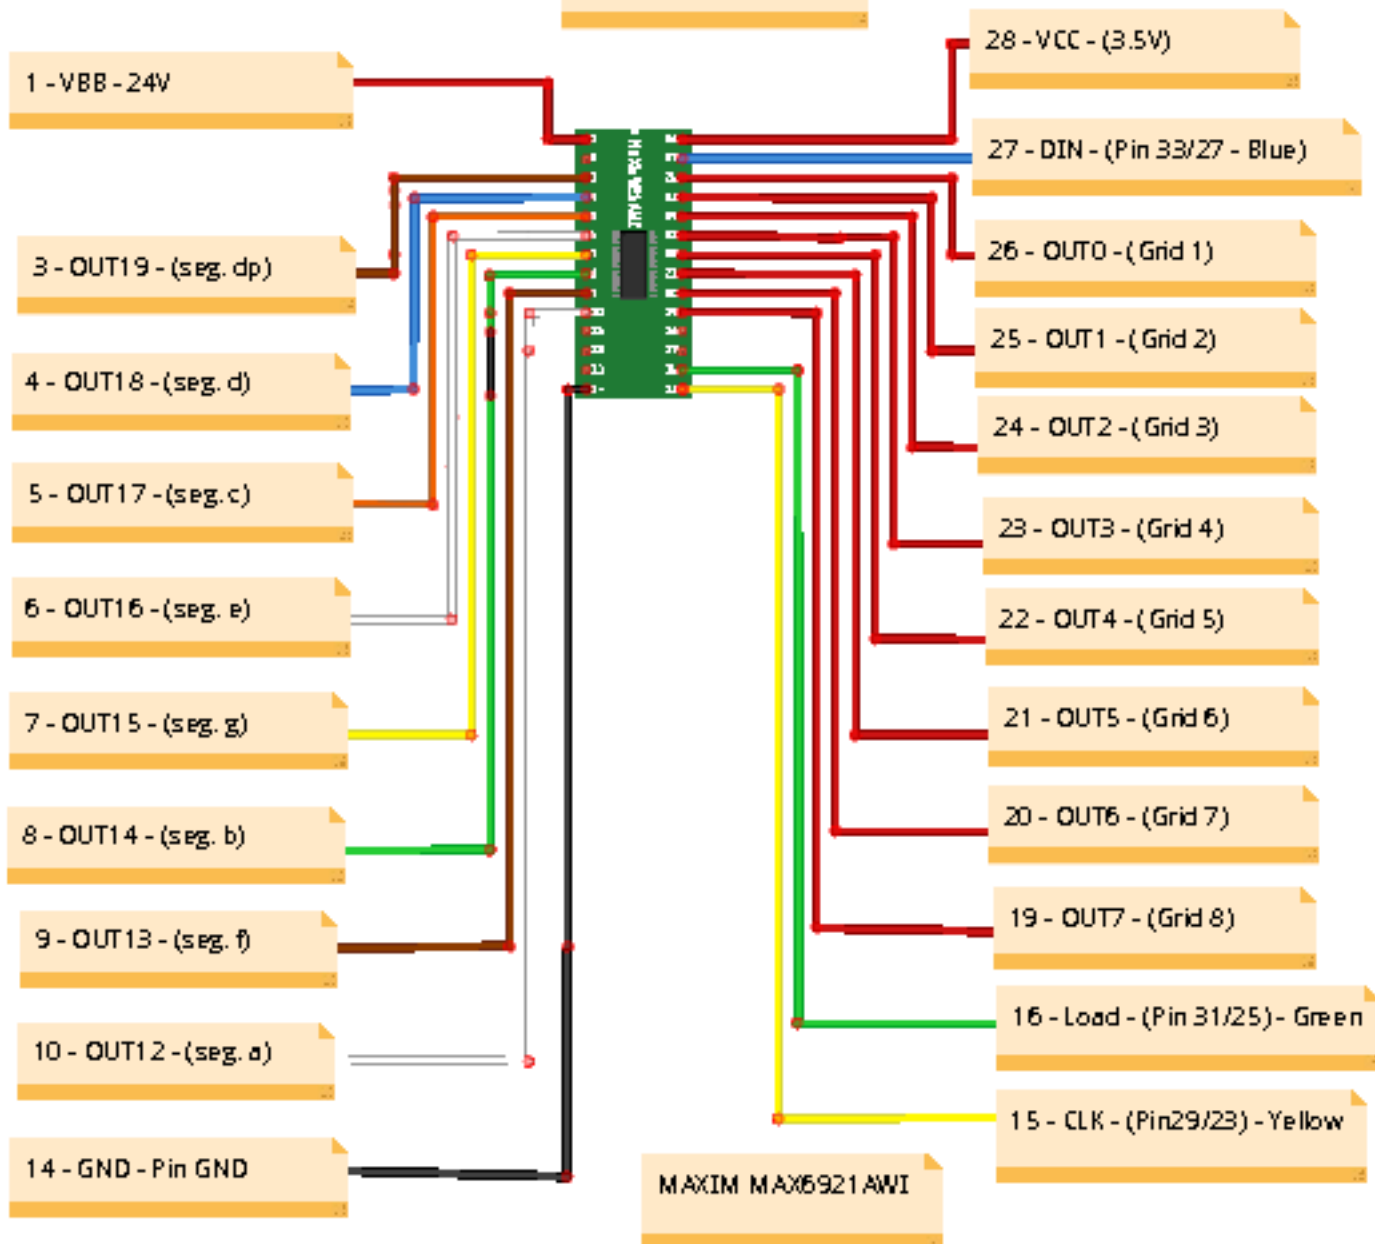 1 - VBB - 24V
3 - OUT19 - (seg. dp)
4 - OUT18 - (seg. d)
5 - OUT17 - (seg. c)
6 - OUT16 - (seg. e)
7 - OUT15 - (seg. g)
8 - OUT14 - (seg. b)
9 - OUT13 - (seg. f)
10 - OUT12 - (seg. a)
14 - GND - Pin GND
28 - VCC - (3.5V)
27 - DIN - (Pin 33/27 - Blue)
26 - OUT0 - (Grid 1)
25 - OUT1 - (Grid 2)
24 - OUT2 - (Grid 3)
23 - OUT3 - (Grid 4)
22 - OUT4 - (Grid 5)
21 - OUT5 - (Grid 6)
20 - OUT6 - (Grid 7)
19 - OUT7 - (Grid 8)
16 - Load - (Pin 31/25) - Green
15 - CLK - (Pin29/23) - Yellow
MAXIM MAX6921AWI